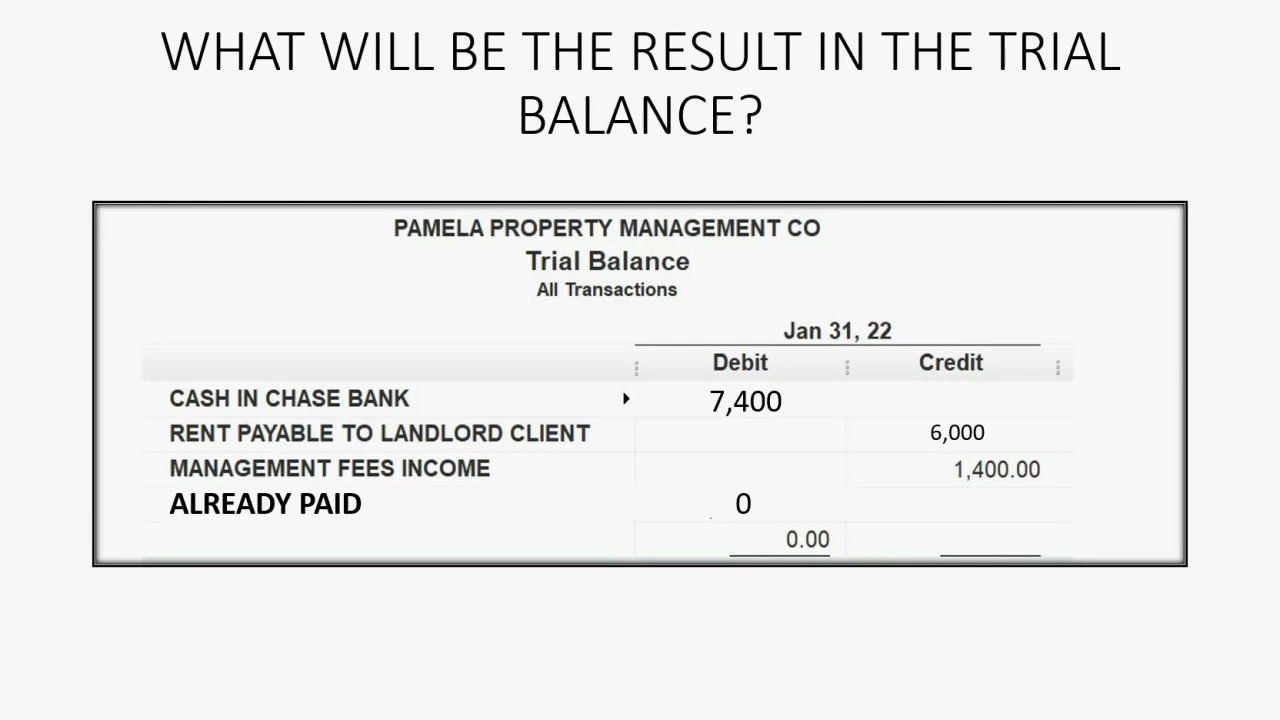 WHAT WILL BE THE RESULT IN THE TRIAL
BALANCE?
PAMELA PROPERTY MANAGEMENT CO
Trial Balance
All Transactions
Jan 31, 22
Debit Credit
CASH IN CHASE BANK 7,400
RENT PAYABLE TO LANDLORD CLIENT 6,000
MANAGEMENT FEES INCOME 1,400.00
ALREADY PAID 0
0.00